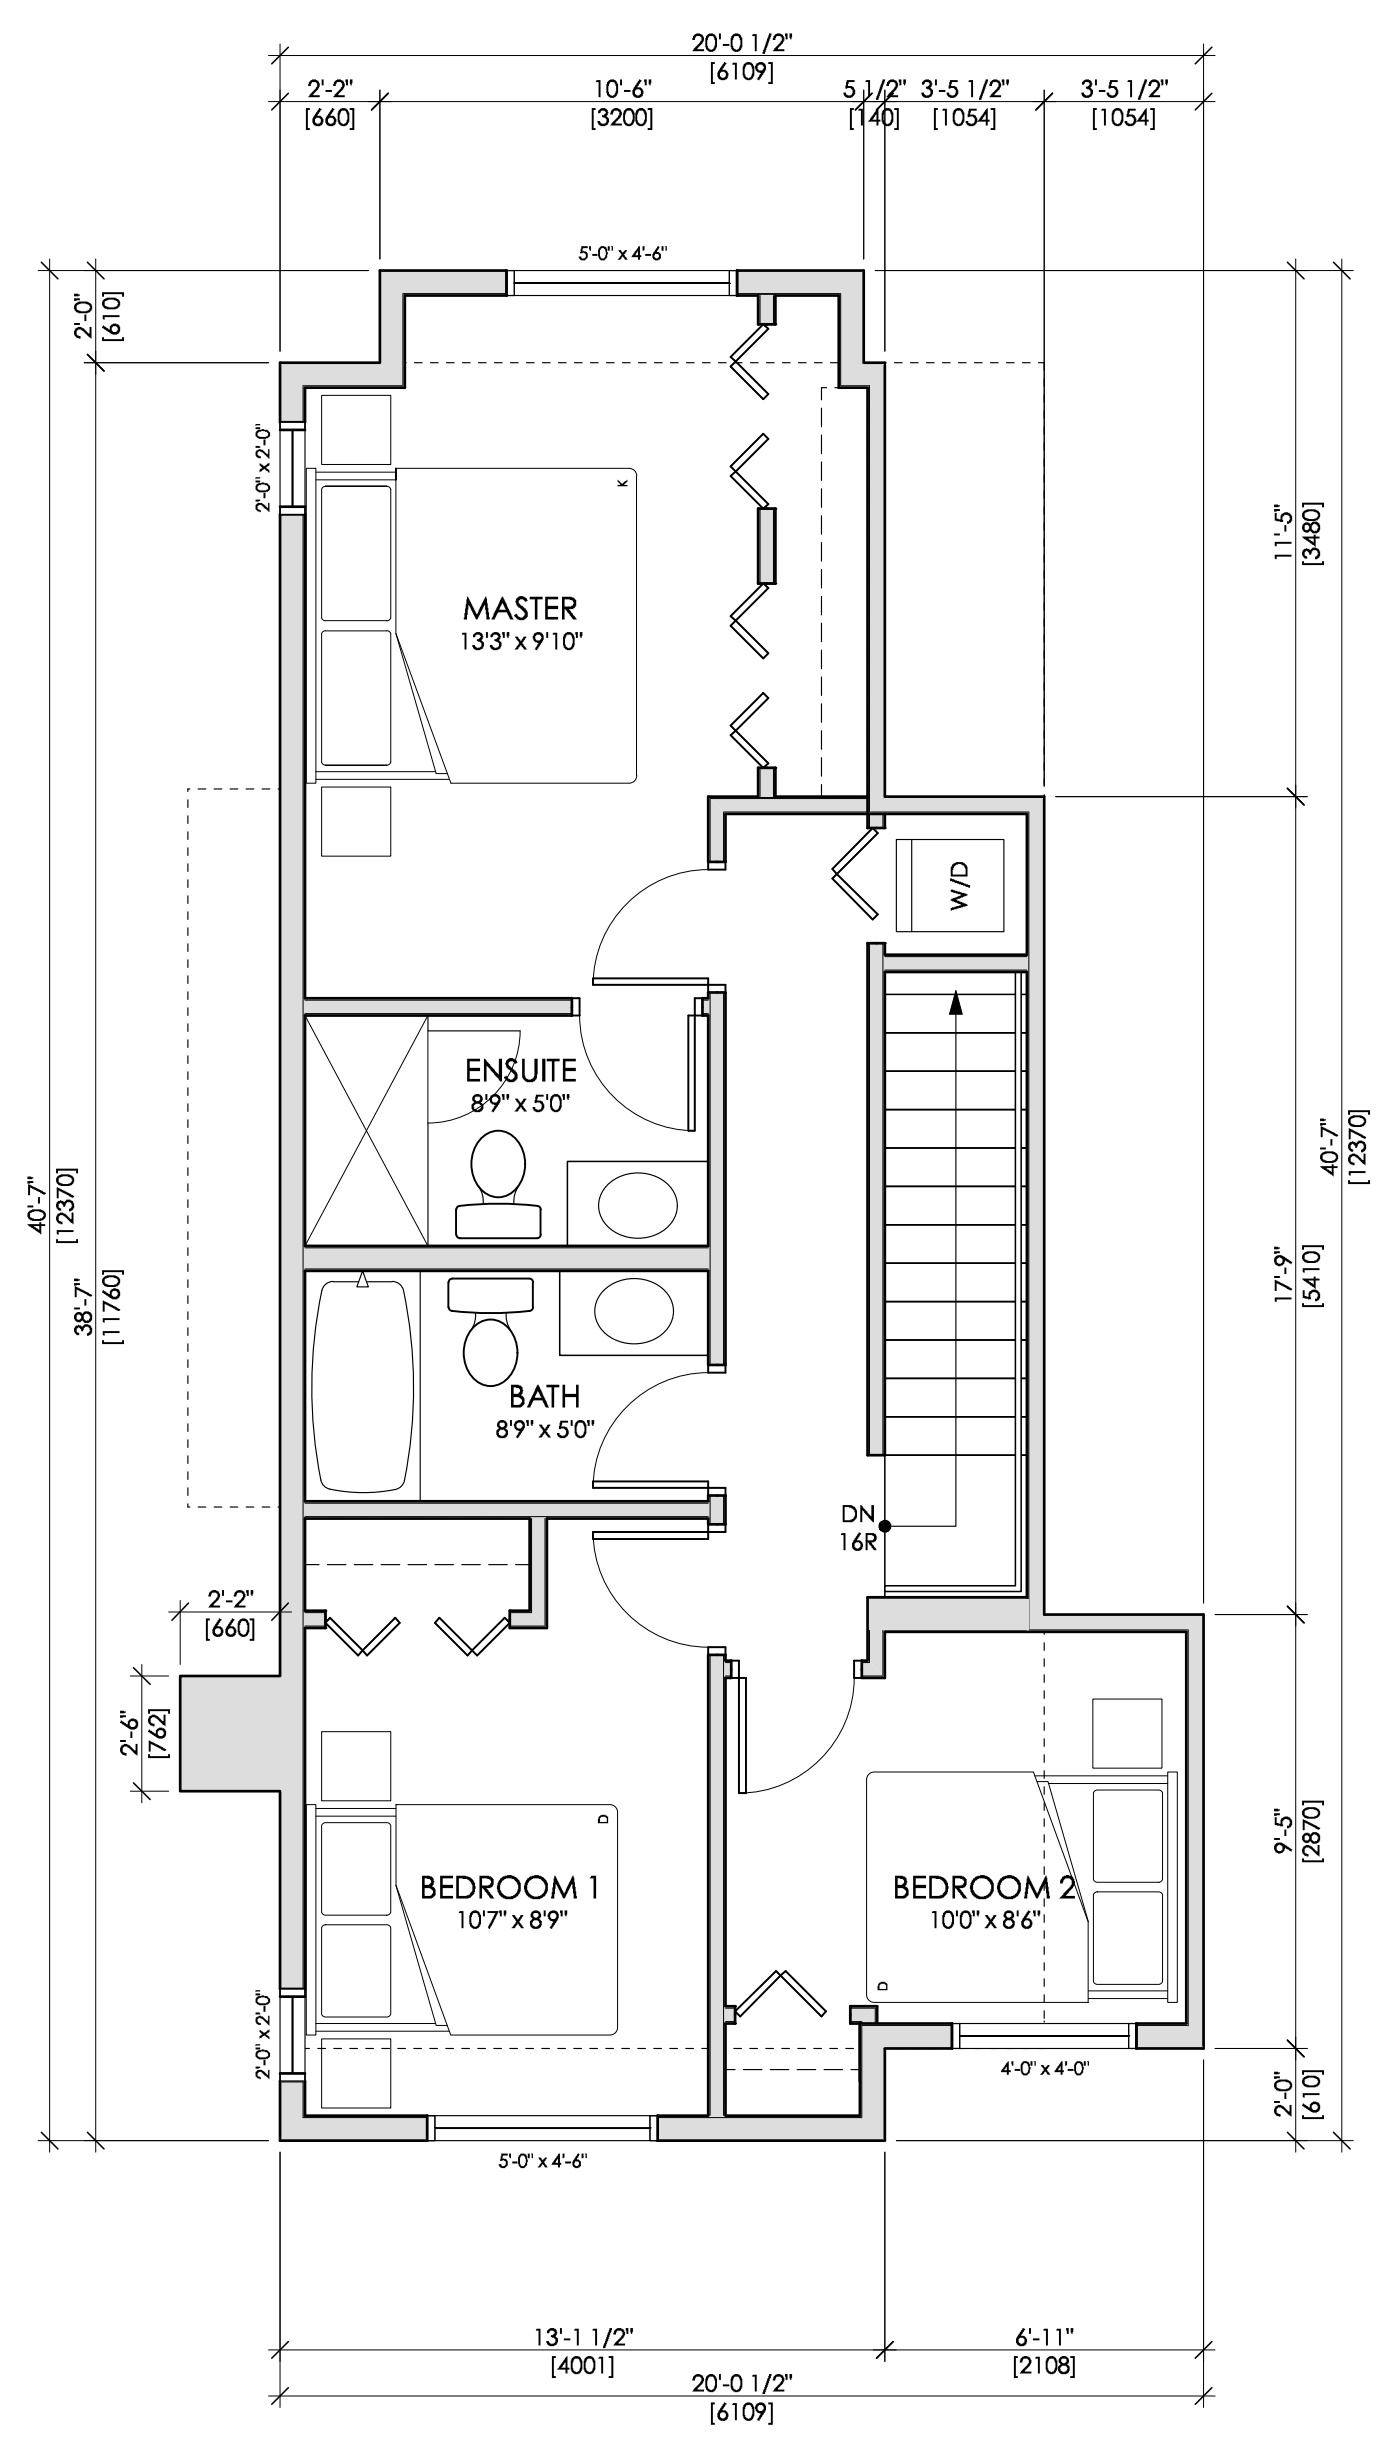 20'-0 1/2"
[6109]
2'-2"
[660]
10'-6"
[3200]
5 1/2"
[140]
3'-5 1/2"
[1054]
3'-5 1/2"
[1054]
5'-0" x 4'-6"
2'-0"
[610]
2'-0" x 2'-0"
K
MASTER
13'3" x 9'10"
11'-5"
[3480]
W/D
ENSUITE
8'9" x 5'0"
40'-7"
[12370]
38'-7"
[11760]
40'-7"
[12370]
17'-9"
[5410]
BATH
8'9" x 5'0"
DN
16R
2'-2"
[660]
2'-6"
[762]
D
BEDROOM 1
10'7" x 8'9"
BEDROOM 2
10'0" x 8'6"
D
9'-5"
[2870]
2'-0" x 2'-0"
4'-0" x 4'-0"
2'-0"
[610]
5'-0" x 4'-6"
13'-1 1/2"
[4001]
6'-11"
[2108]
20'-0 1/2"
[6109]